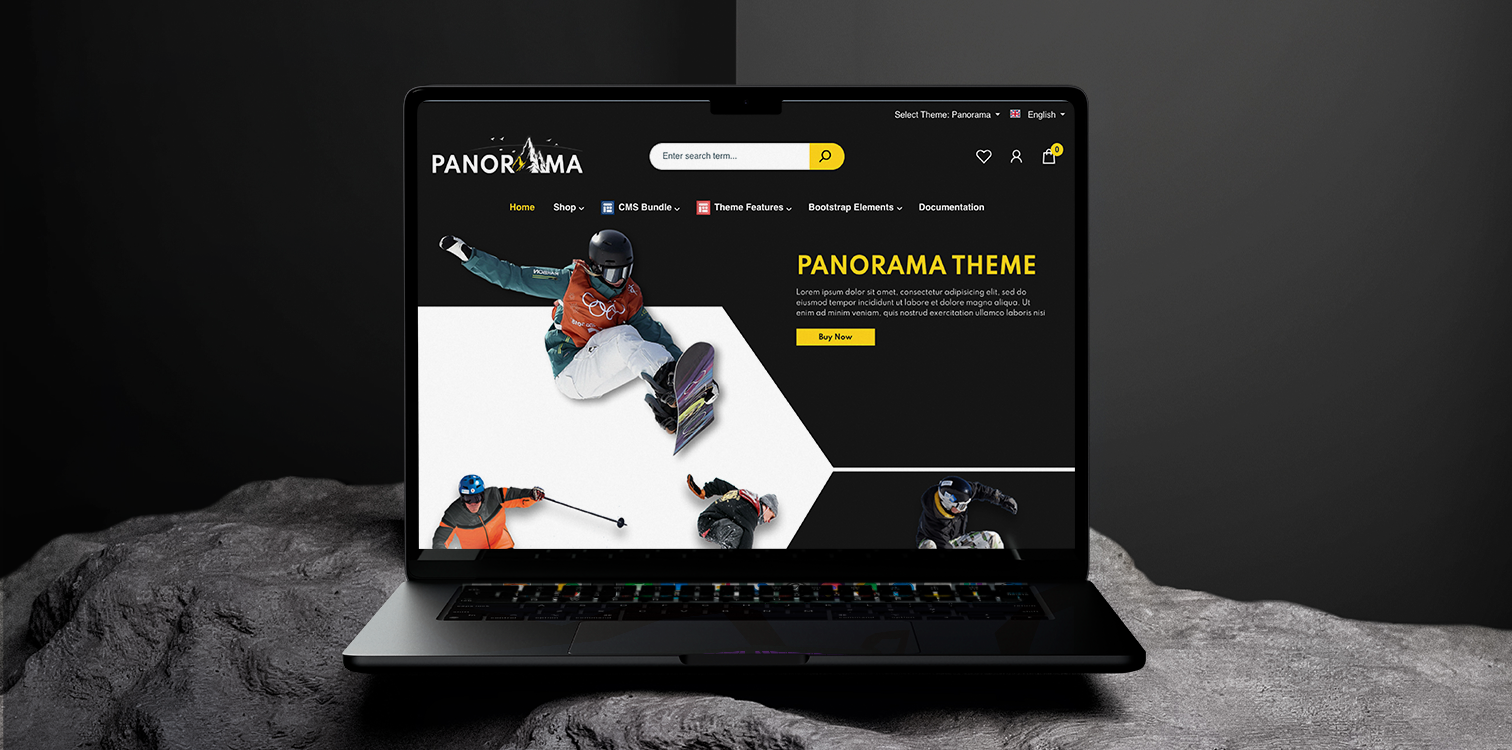 Select Theme: Panorama English
PANORAMA
Enter search term...
0
Home Shop CMS Bundle Theme Features Bootstrap Elements Documentation
PANORAMA THEME
Lorem ipsum dolor sit amet, consectetur adipisicing elit, sed do
eiusmod tempor incididunt ut labore et dolore magna aliqua. Ut
enim ad minim veniam, quis nostrud exercitation ullamco laboris nisi
Buy Now